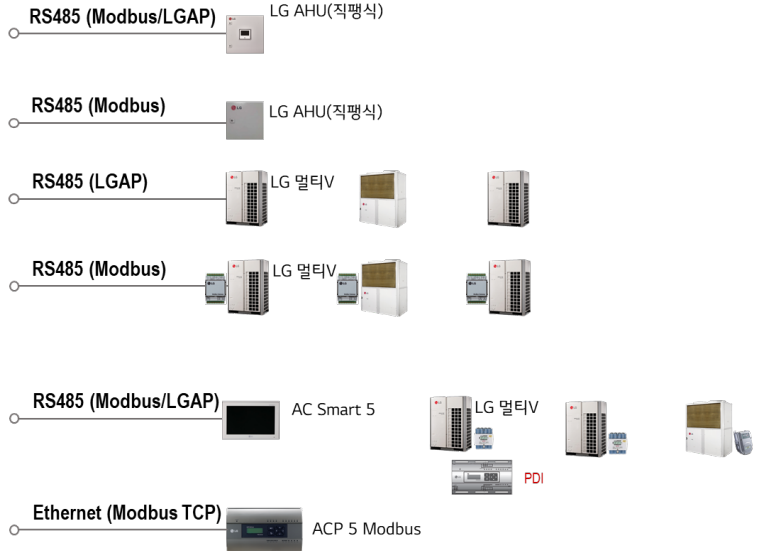 RS485 (Modbus/LGAP)
LG AHU(직팽식)
RS485 (Modbus)
LG AHU(직팽식)
RS485 (LGAP)
LG 멀티V
RS485 (Modbus)
LG 멀티V
RS485 (Modbus/LGAP)
AC Smart 5
LG 멀티V
PDI
Ethernet (Modbus TCP)
ACP 5 Modbus